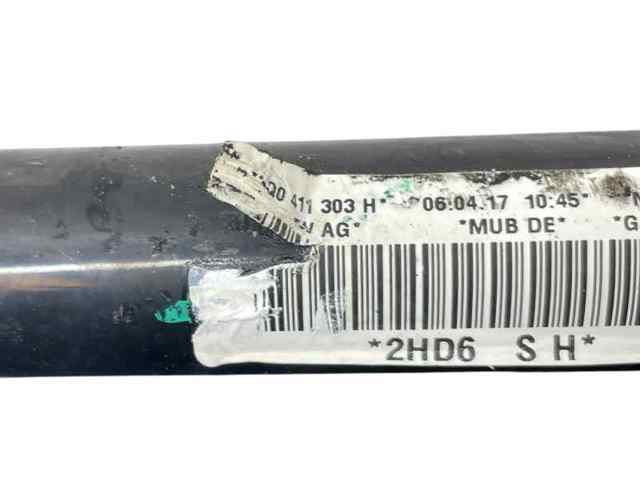 411 303 H* *06.04.17 10:45*
AG* *MUB DE* *G
*2HD6 S H*